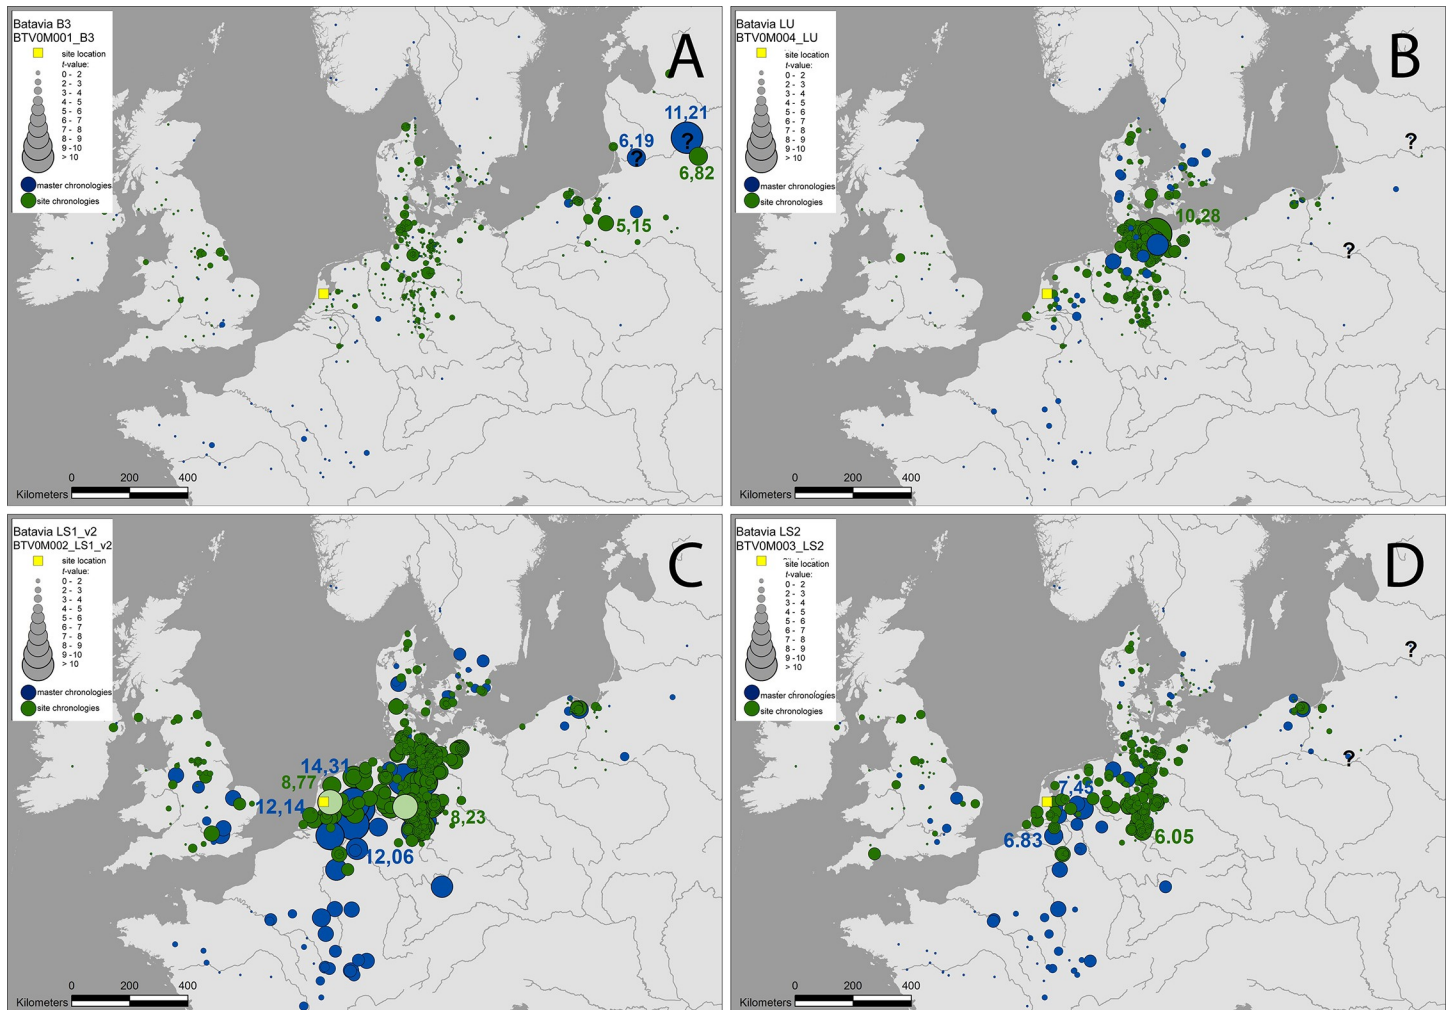 Batavia B3
BTV0M001_B3
site location
t-value:
0 - 2
2 - 3
3 - 4
4 - 5
5 - 6
6 - 7
7 - 8
8 - 9
9 -10
> 10
master chronologies
site chronologies
A
11,21
?
6,19
?
6,82
5,15
0 200 400
Kilometers
Batavia LU
BTV0M004_LU
site location
t-value:
0 - 2
2 - 3
3 - 4
4 - 5
5 - 6
6 - 7
7 - 8
8 - 9
9 -10
> 10
master chronologies
site chronologies
B
?
10,28
?
0 200 400
Kilometers
Batavia LS1_v2
BTV0M002_LS1_v2
site location
t-value:
0 - 2
2 - 3
3 - 4
4 - 5
5 - 6
6 - 7
7 - 8
8 - 9
9 -10
> 10
master chronologies
site chronologies
C
14,31
8,77
12,14
8,23
12,06
0 200 400
Kilometers
Batavia LS2
BTV0M003_LS2
site location
t-value:
0 - 2
2 - 3
3 - 4
4 - 5
5 - 6
6 - 7
7 - 8
8 - 9
9 -10
> 10
master chronologies
site chronologies
D
?
?
7,45
6.83
6.05
0 200 400
Kilometers